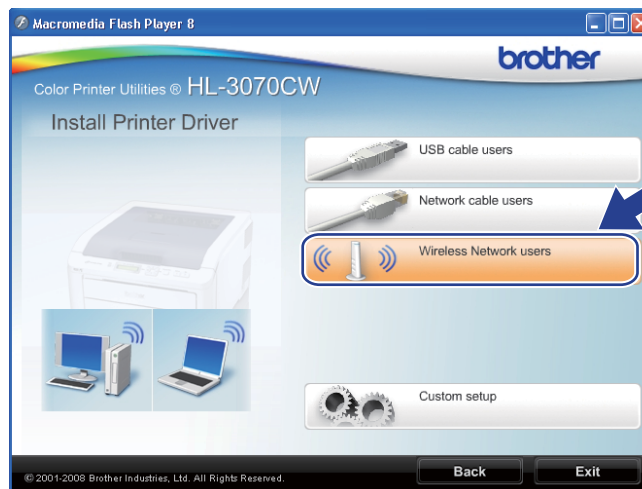 Macromedia Flash Player 8
brother
Color Printer Utilities ® HL-3070CW
Install Printer Driver
USB cable users
Network cable users
Wireless Network users
Custom setup
© 2001-2008 Brother Industries, Ltd. All Rights Reserved.
Back
Exit